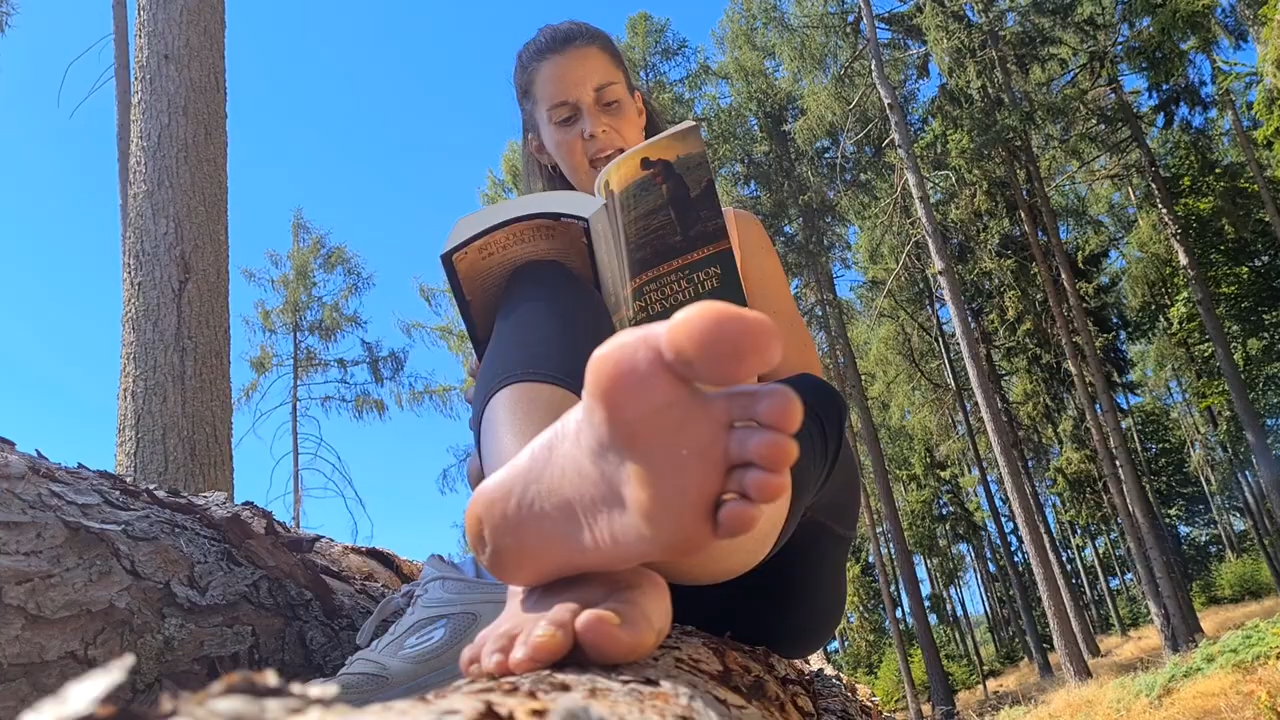 INTRODUCTION
to the DEVOUT LIFE
FRANCIS DE SALES
PHILOTHEA or
INTRODUCTION
to the DEVOUT LIFE